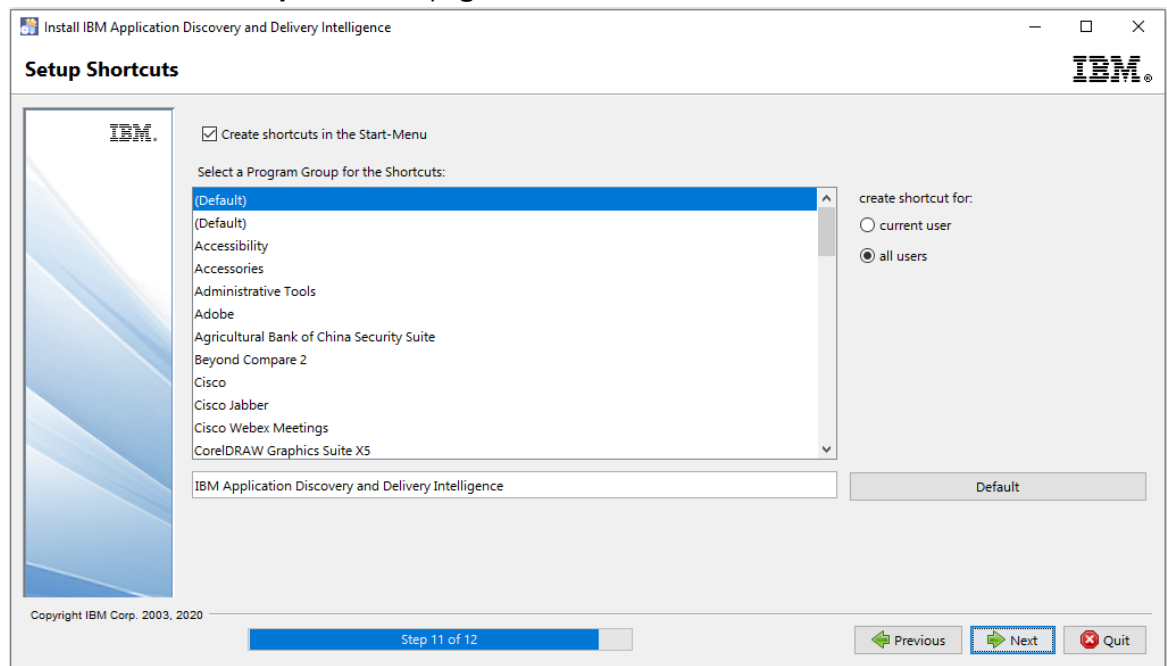 Install IBM Application Discovery and Delivery Intelligence
Setup Shortcuts
IBM®
IBM.
Create shortcuts in the Start-Menu
Select a Program Group for the Shortcuts:
(Default)
(Default)
Accessibility
Accessories
Administrative Tools
Adobe
Agricultural Bank of China Security Suite
Beyond Compare 2
Cisco
Cisco Jabber
Cisco Webex Meetings
CorelDRAW Graphics Suite X5
create shortcut for:
current user
all users
IBM Application Discovery and Delivery Intelligence
Default
Copyright IBM Corp. 2003, 2020
Step 11 of 12
Previous
Next
Quit